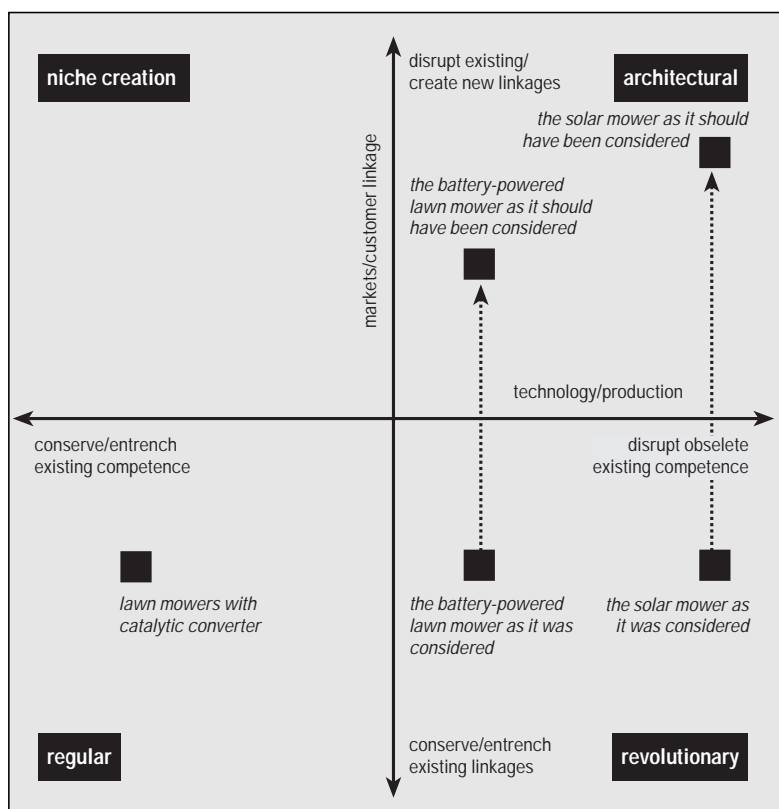 niche creation
disrupt existing/
create new linkages
architectural
the solar mower as it should
have been considered
the battery-powered
lawn mower as it should
have been considered
markets/customer linkage
technology/production
conserve/entrench
existing competence
disrupt obselete
existing competence
lawn mowers with
catalytic converter
the battery-powered
lawn mower as it was
considered
the solar mower as
it was considered
regular
conserve/entrench
existing linkages
revolutionary